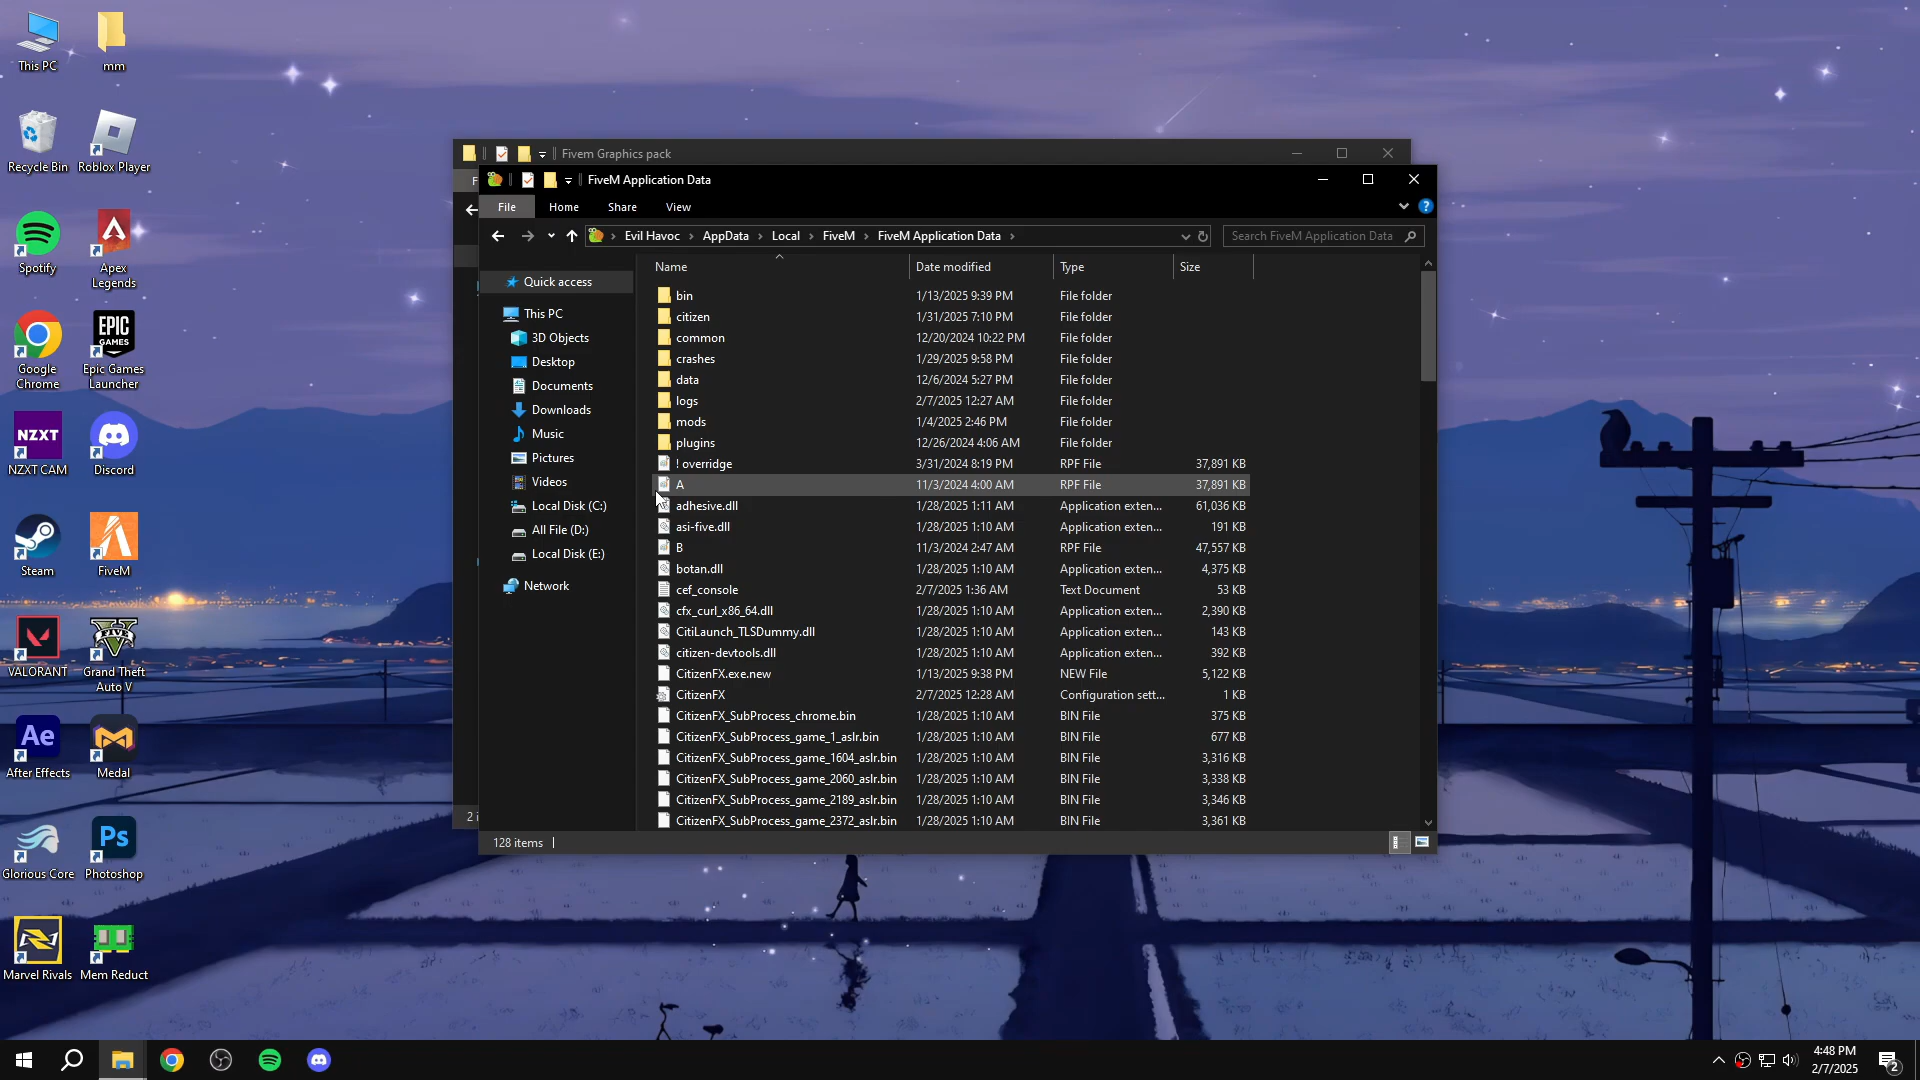 This PC
mm
Recycle Bin
Roblox Player
Spotify
Apex
Legends
Google
Chrome
EPIC
GAMES
Epic Games
Launcher
NZXT
NZXT CAM
Discord
Steam
FiveM
VALORANT
FIVE
Grand Theft
Auto V
Ae
After Effects
Medal
Glorious Core
Ps
Photoshop
Marvel Rivals
Mem Reduct
Fivem Graphics pack
F
2 i
FiveM Application Data
File
Home
Share
View
Evil Havoc > AppData > Local > FiveM > FiveM Application Data >
Search FiveM Application Data
Quick access
This PC
3D Objects
Desktop
Documents
Downloads
Music
Pictures
Videos
Local Disk (C:)
All File (D:)
Local Disk (E:)
Network
Name Date modified Type Size
bin 1/13/2025 9:39 PM File folder
citizen 1/31/2025 7:10 PM File folder
common 12/20/2024 10:22 PM File folder
crashes 1/29/2025 9:58 PM File folder
data 12/6/2024 5:27 PM File folder
logs 2/7/2025 12:27 AM File folder
mods 1/4/2025 2:46 PM File folder
plugins 12/26/2024 4:06 AM File folder
! overridge 3/31/2024 8:19 PM RPF File 37,891 KB
A 11/3/2024 4:00 AM RPF File 37,891 KB
adhesive.dll 1/28/2025 1:11 AM Application exten... 61,036 KB
asi-five.dll 1/28/2025 1:10 AM Application exten... 191 KB
B 11/3/2024 2:47 AM RPF File 47,557 KB
botan.dll 1/28/2025 1:10 AM Application exten... 4,375 KB
cef_console 2/7/2025 1:36 AM Text Document 53 KB
cfx_curl_x86_64.dll 1/28/2025 1:10 AM Application exten... 2,390 KB
CitiLaunch_TLSDummy.dll 1/28/2025 1:10 AM Application exten... 143 KB
citizen-devtools.dll 1/28/2025 1:10 AM Application exten... 392 KB
CitizenFX.exe.new 1/13/2025 9:38 PM NEW File 5,122 KB
CitizenFX 2/7/2025 12:28 AM Configuration sett... 1 KB
CitizenFX_SubProcess_chrome.bin 1/28/2025 1:10 AM BIN File 375 KB
CitizenFX_SubProcess_game_1_aslr.bin 1/28/2025 1:10 AM BIN File 677 KB
CitizenFX_SubProcess_game_1604_aslr.bin 1/28/2025 1:10 AM BIN File 3,316 KB
CitizenFX_SubProcess_game_2060_aslr.bin 1/28/2025 1:10 AM BIN File 3,338 KB
CitizenFX_SubProcess_game_2189_aslr.bin 1/28/2025 1:10 AM BIN File 3,346 KB
CitizenFX_SubProcess_game_2372_aslr.bin 1/28/2025 1:10 AM BIN File 3,361 KB
128 items
4:48 PM
2/7/2025
2